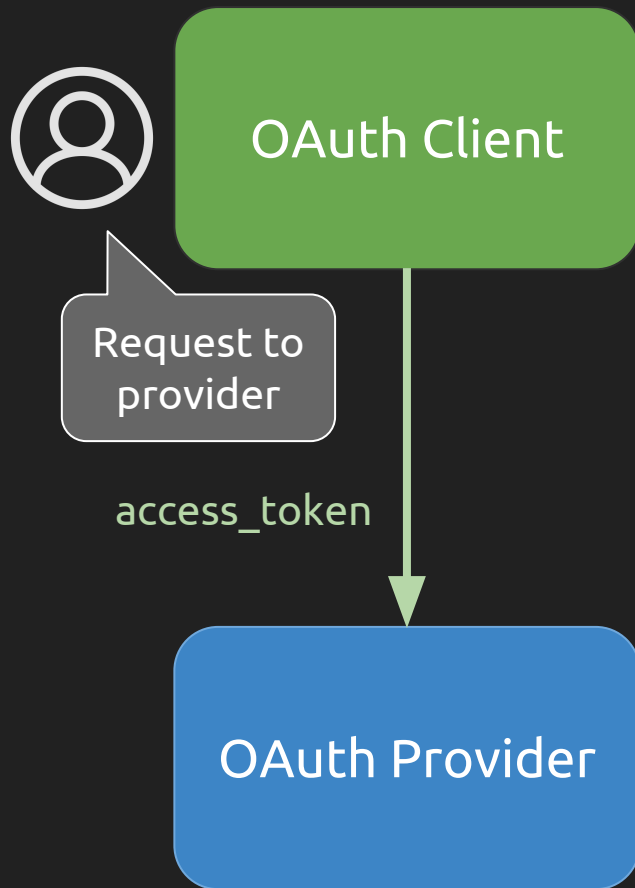 OAuth Client
Request to
provider
access_token
OAuth Provider